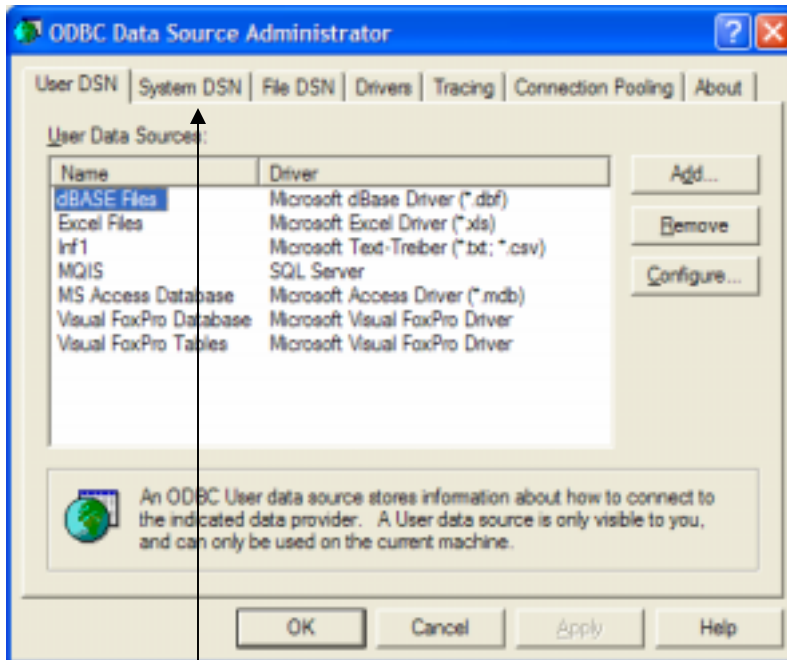 ODBC Data Source Administrator
User DSN System DSN File DSN Drivers Tracing Connection Pooling About
User Data Sources:
Name Driver
dBASE Files Microsoft dBase Driver (*.dbf)
Excel Files Microsoft Excel Driver (*.xls)
Inf1 Microsoft Text-Treiber (*.txt; *.csv)
MQIS SQL Server
MS Access Database Microsoft Access Driver (*.mdb)
Visual FoxPro Database Microsoft Visual FoxPro Driver
Visual FoxPro Tables Microsoft Visual FoxPro Driver
Add...
Remove
Configure...
An ODBC User data source stores information about how to connect to
the indicated data provider. A User data source is only visible to you,
and can only be used on the current machine.
OK Cancel Apply Help